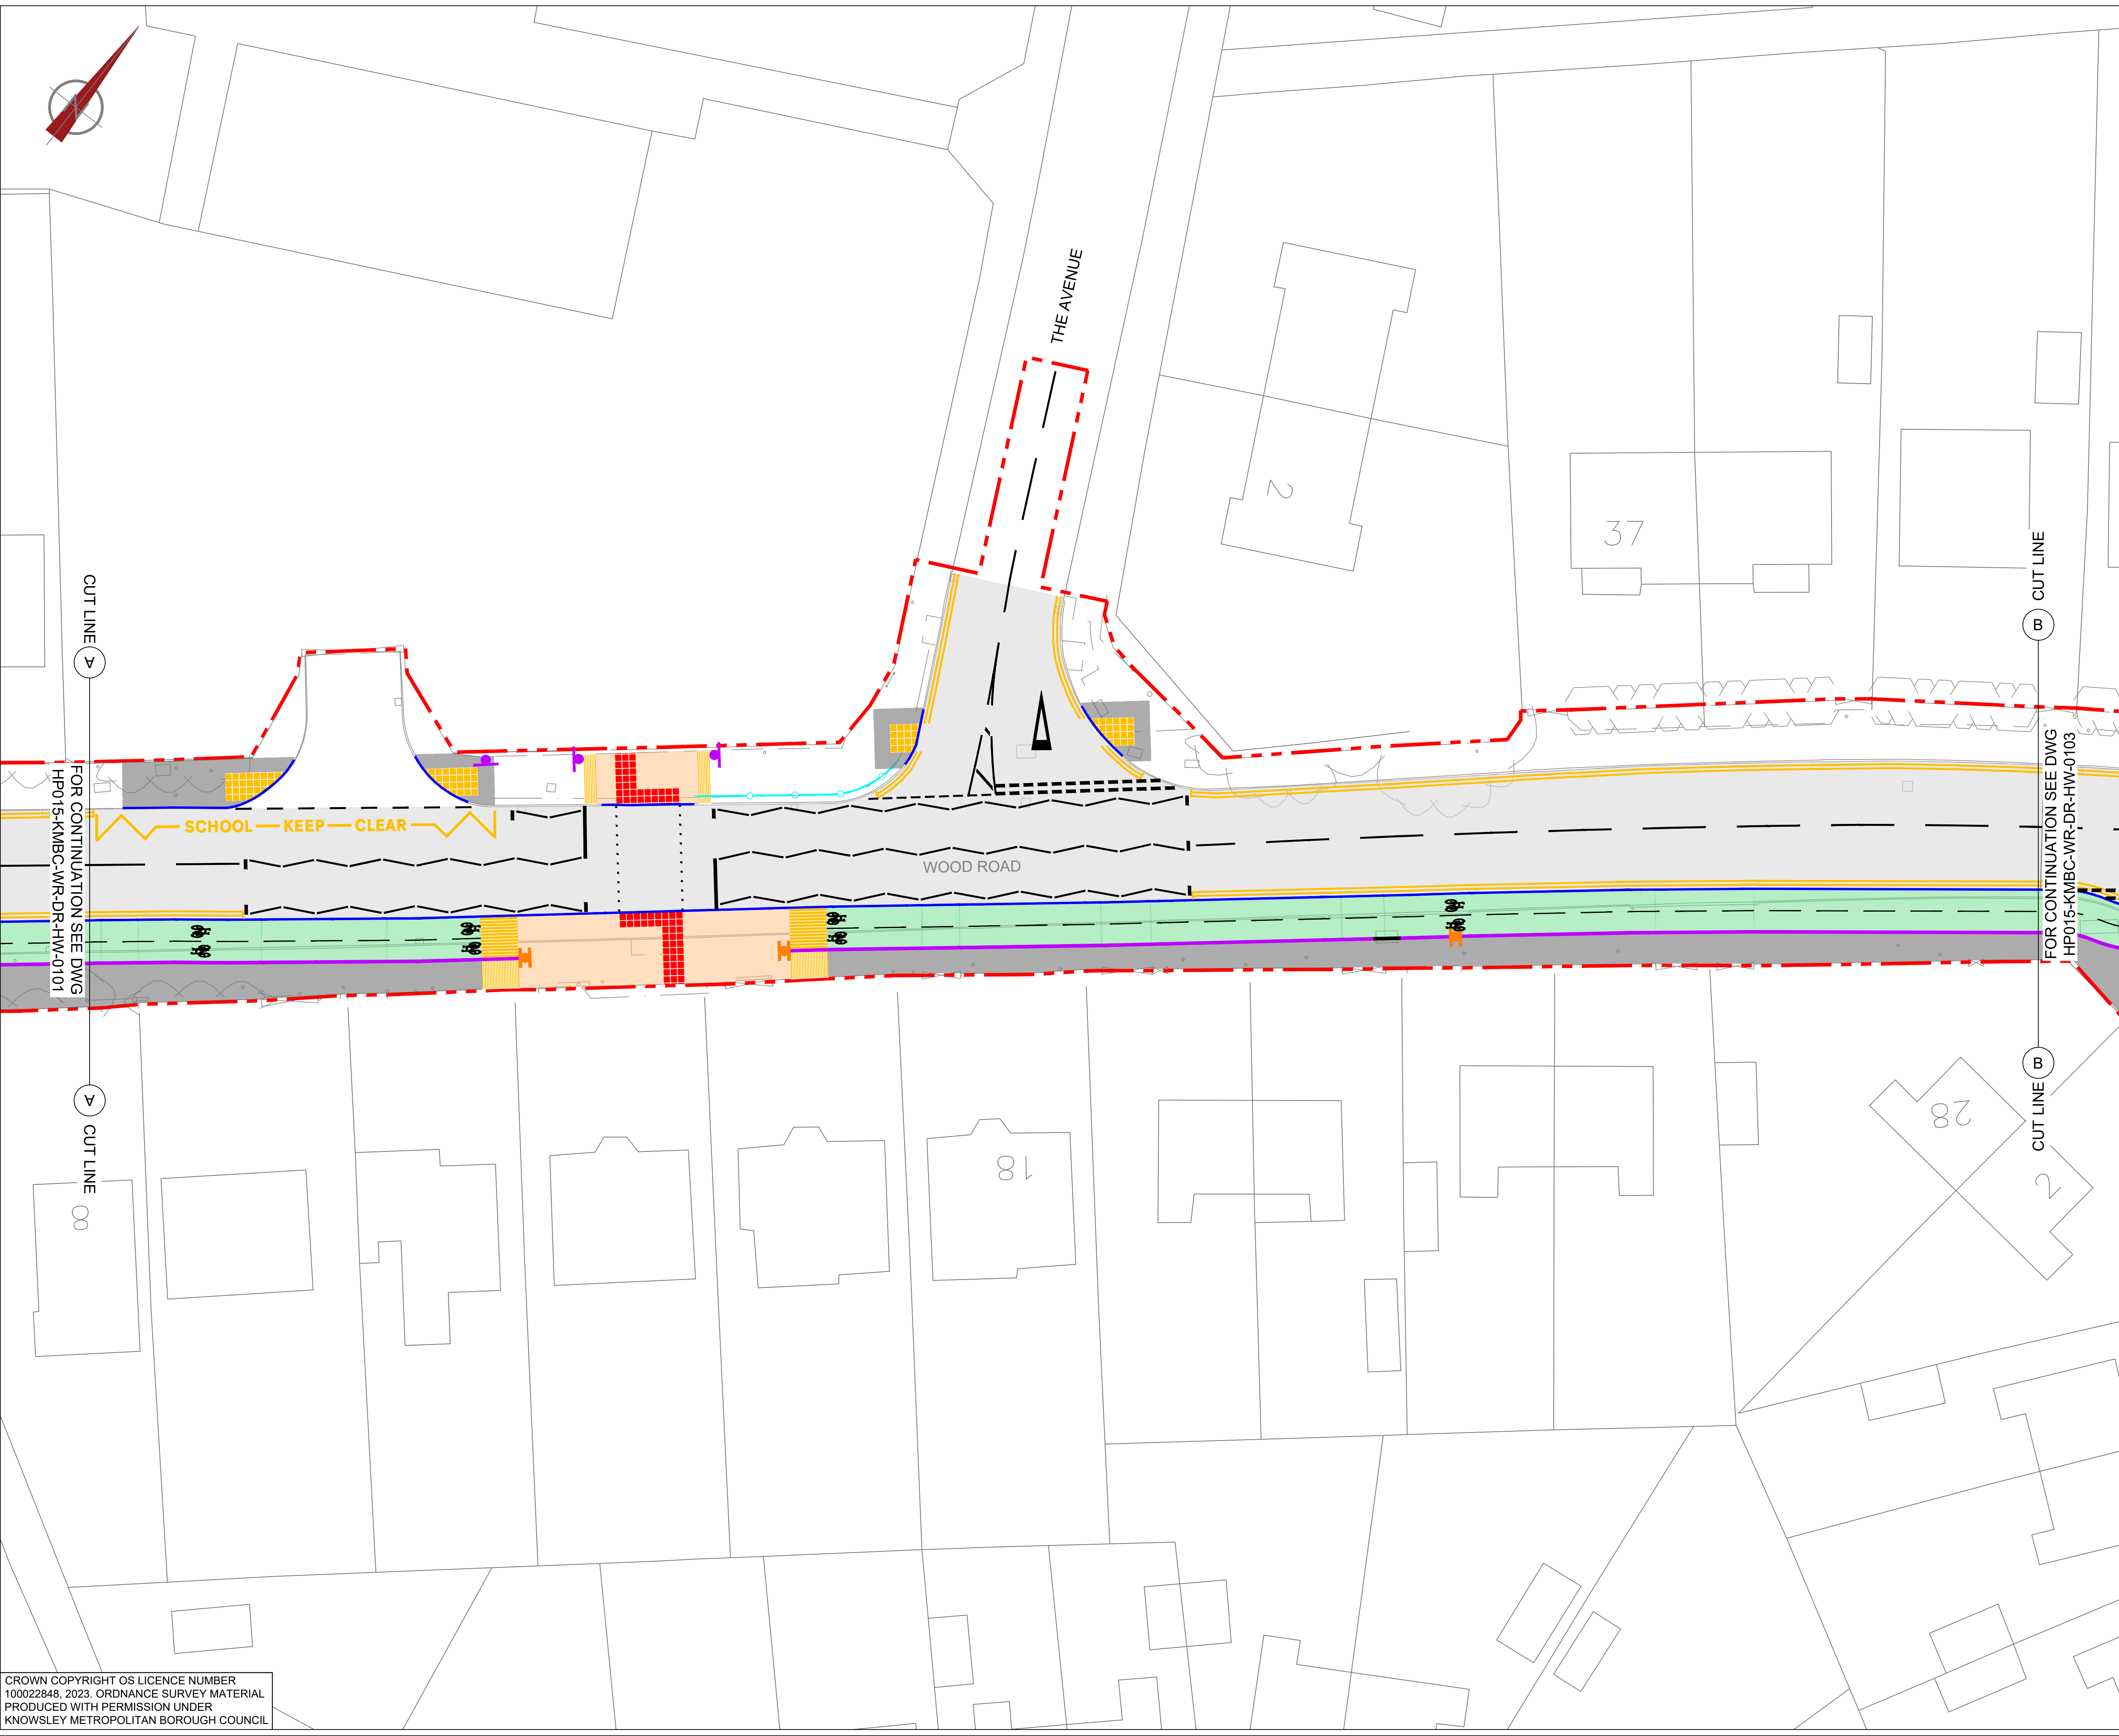 THE AVENUE
2
37
CUT LINE
A
CUT LINE
B
FOR CONTINUATION SEE DWG
HP015-KMBC-WR-DR-HW-0101
SCHOOL KEEP CLEAR
WOOD ROAD
FOR CONTINUATION SEE DWG
HP015-KMBC-WR-DR-HW-0103
A
CUT LINE
B
CUT LINE
8
18
28
2
CROWN COPYRIGHT OS LICENCE NUMBER
100022848, 2023. ORDNANCE SURVEY MATERIAL
PRODUCED WITH PERMISSION UNDER
KNOWSLEY METROPOLITAN BOROUGH COUNCIL